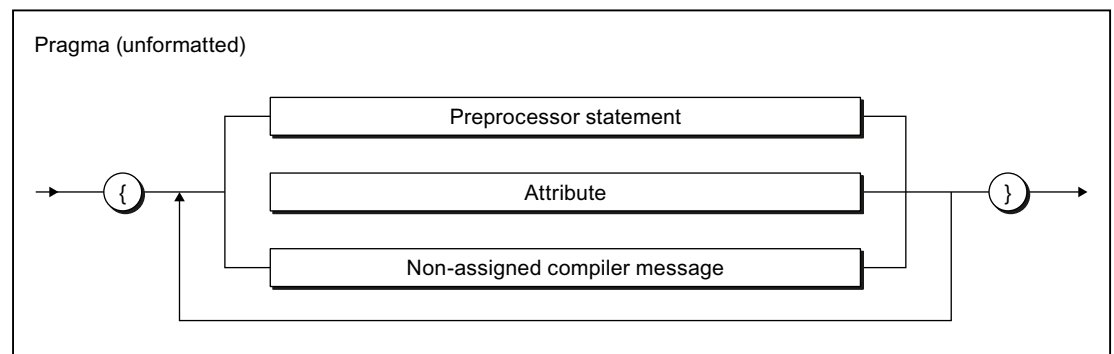 Pragma (unformatted)
Preprocessor statement
{
Attribute
}
Non-assigned compiler message